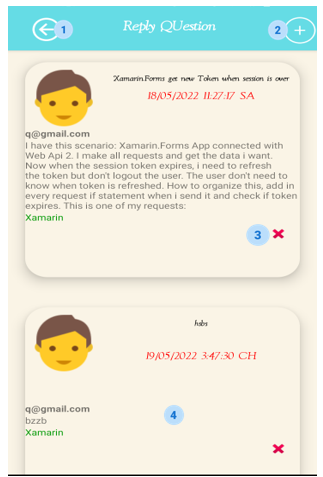 1
Reply QUestion
2
+
Xamarin.Forms get new Token when session is over
18/05/2022 11:27:17 SA
q@gmail.com
I have this scenario: Xamarin.Forms App connected with
Web Api 2. I make all requests and get the data i want.
Now when the session token expires, i need to refresh
the token but don't logout the user. The user don't need to
know when token is refreshed. How to organize this, add in
every request if statement when i send it and check if token
expires. This is one of my requests:
Xamarin
3
hsbs
19/05/2022 3:47:30 CH
q@gmail.com
4
bzzb
Xamarin